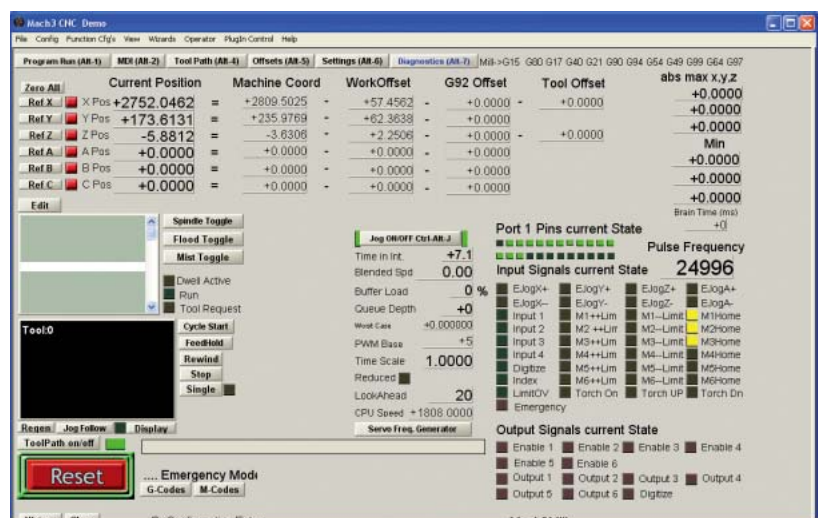 Mach3 CNC Demo
File Config Function Cfg's View Wizards Operator PlugIn Control Help
Program Run (Alt-1) MDI (Alt-2) Tool Path (Alt-4) Offsets (Alt-5) Settings (Alt-6) Diagnostics (Alt-7) Mill->G15 G80 G17 G40 G21 G90 G94 G54 G49 G99 G64 G97
Zero All Current Position Machine Coord WorkOffset G92 Offset Tool Offset abs max x,y,z
Ref X X Pos +2752.0462 = +2809.5025 - +57.4562 - +0.0000 - +0.0000 +0.0000
Ref Y Y Pos +173.6131 = +235.9769 - +62.3638 - +0.0000 +0.0000
Ref Z Z Pos -5.8812 = -3.6306 - +2.2506 - +0.0000 - +0.0000 +0.0000
Min
Ref A A Pos +0.0000 = +0.0000 - +0.0000 - +0.0000 +0.0000
Ref B B Pos +0.0000 = +0.0000 - +0.0000 - +0.0000 +0.0000
Ref C C Pos +0.0000 = +0.0000 - +0.0000 - +0.0000 +0.0000
Edit
Brain Time (ms)
+0
Spindle Toggle
Flood Toggle
Mist Toggle
Dwell Active
Run
Tool Request
Tool:0
Cycle Start
FeedHold
Rewind
Stop
Single
Regen Jog Follow Display
ToolPath on/off
Reset
.... Emergency Mode
G-Codes M-Codes
Jog ON/OFF Ctrl-Alt-J
Time in Int. +7.1
Blended Spd 0.00
Buffer Load 0 %
Queue Depth +0
Worst Case +0.000000
PWM Base +5
Time Scale 1.0000
Reduced
LookAhead 20
CPU Speed +1808.0000
Servo Freq. Generator
Port 1 Pins current State
Pulse Frequency
Input Signals current State 24996
EJogX+ EJogY+ EJogZ+ EJogA+
EJogX-- EJogY- EJogZ- EJogA-
Input 1 M1++Lim M1--Limit M1Home
Input 2 M2 ++Lim M2--Limit M2Home
Input 3 M3++Lim M3--Limit M3Home
Input 4 M4++Lim M4--Limit M4Home
Digitize M5++Lim M5--Limit M5Home
Index M6++Lim M6--Limit M6Home
LimitOV Torch On Torch UP Torch Dn
Emergency
Output Signals current State
Enable 1 Enable 2 Enable 3 Enable 4
Enable 5 Enable 6
Output 1 Output 2 Output 3 Output 4
Output 5 Output 6 Digitize